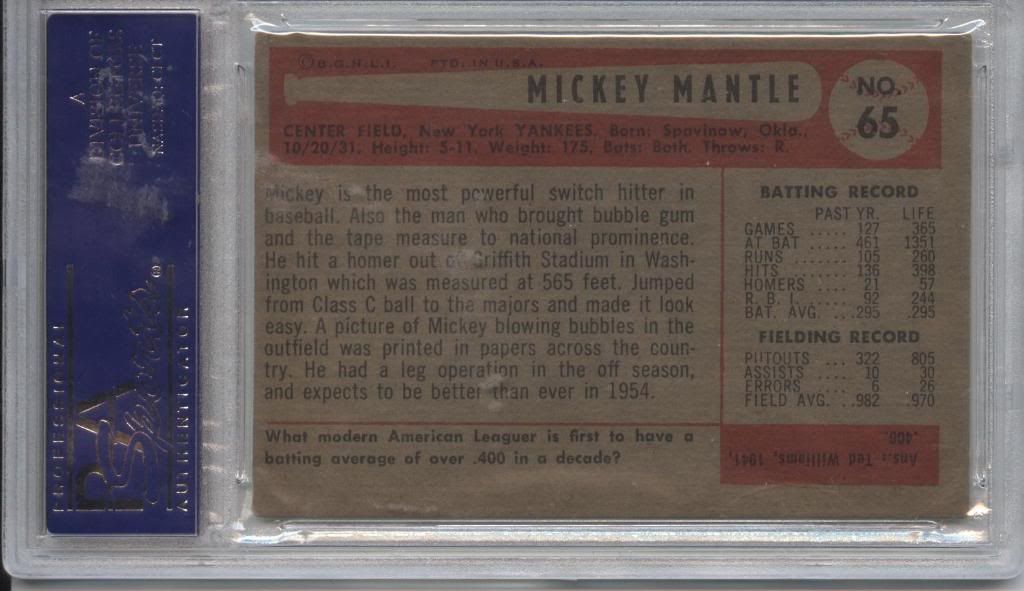 A
DIVISION OF
COLLECTORS
UNIVERSE
NASDAQ: CLCT
PROFESSIONAL
PSA
Sports
AUTHENTICATOR
®
© B.G.H.L.I. PTD. IN U.S.A.
MICKEY MANTLE
NO.
65
CENTER FIELD, New York YANKEES. Born: Spavinaw, Okla.,
10/20/31. Height: 5-11. Weight: 175. Bats: Both. Throws: R.
Mickey is the most powerful switch hitter in
baseball. Also the man who brought bubble gum
and the tape measure to national prominence.
He hit a homer out of Griffith Stadium in Wash-
ington which was measured at 565 feet. Jumped
from Class C ball to the majors and made it look
easy. A picture of Mickey blowing bubbles in the
outfield was printed in papers across the coun-
try. He had a leg operation in the off season,
and expects to be better than ever in 1954.
What modern American Leaguer is first to have a
batting average of over .400 in a decade?
BATTING RECORD
PAST YR. LIFE
GAMES ..... 127 365
AT BAT ..... 461 1351
RUNS ....... 105 260
HITS ........ 136 398
HOMERS .... 21 57
R. B. I. ...... 92 244
BAT. AVG. .. .295 .295
FIELDING RECORD
PUTOUTS ... 322 805
ASSISTS .... 10 30
ERRORS .... 6 26
FIELD AVG. .982 .970
Ans.: Ted Williams, 1941,
.400.